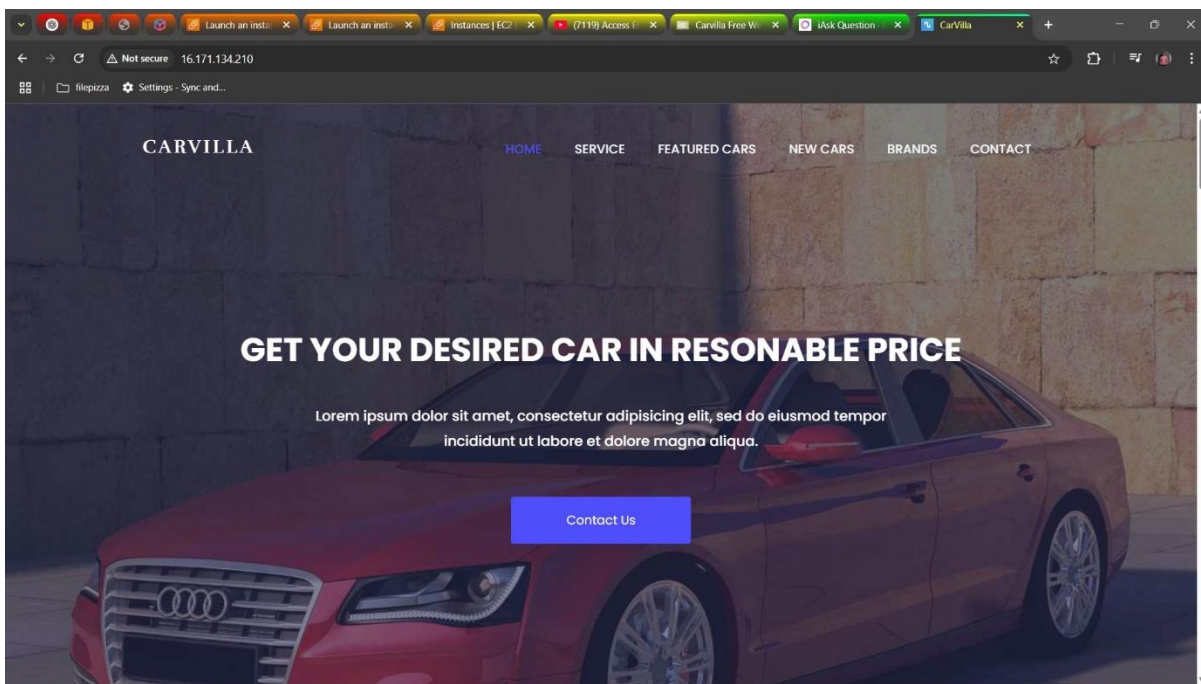 Launch an insta
Launch an insta
Instances | EC2 |
(7119) Access E
Carvilla Free W
iAsk Question -
CarVilla
Not secure 16.171.134.210
filepizza Settings - Sync and...
CARVILLA HOME SERVICE FEATURED CARS NEW CARS BRANDS CONTACT
GET YOUR DESIRED CAR IN RESONABLE PRICE
Lorem ipsum dolor sit amet, consectetur adipisicing elit, sed do eiusmod tempor
incididunt ut labore et dolore magna aliqua.
Contact Us